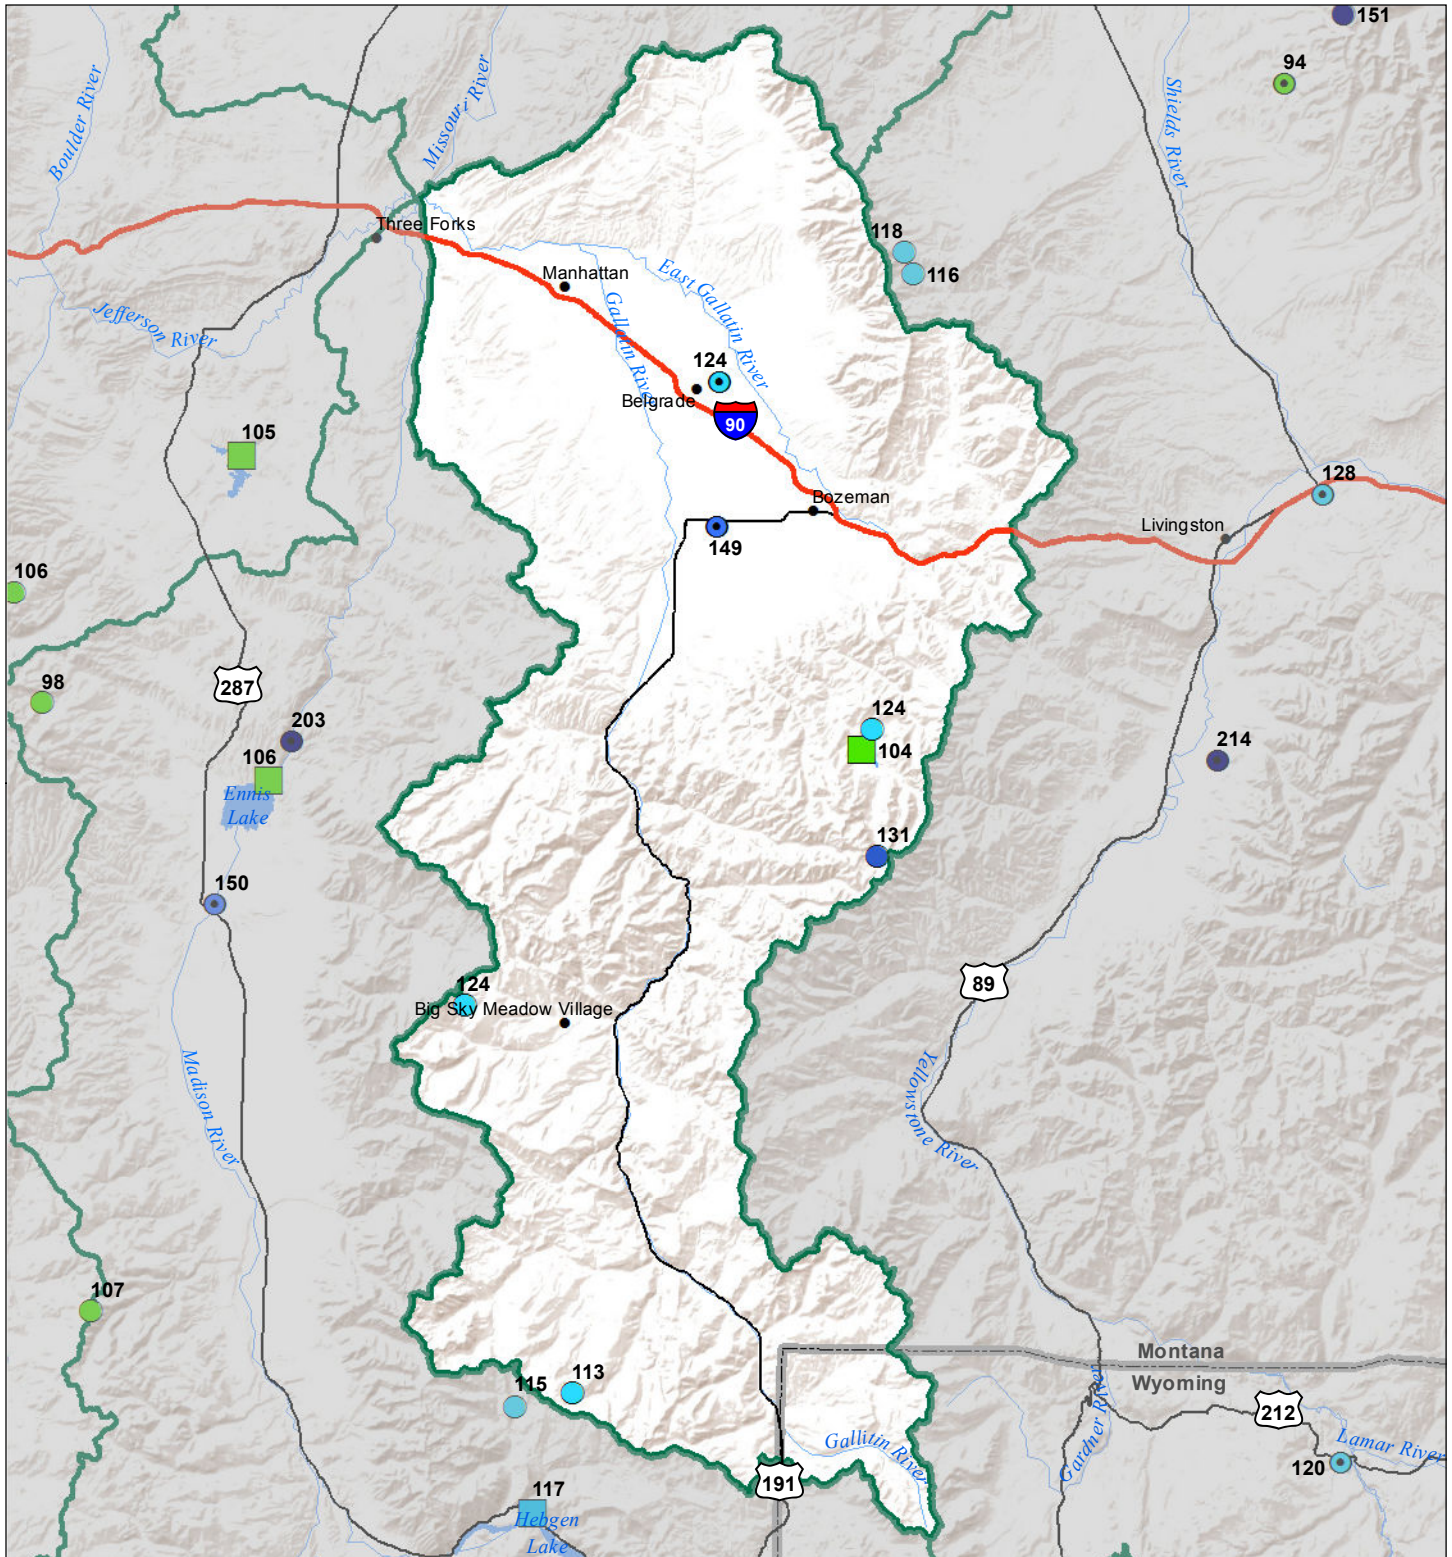 151
94
Boulder River
Missouri River
Shields River
Three Forks
118
116
Manhattan
East Gallatin River
Gallatin River
Jefferson River
124
Belgrade
90
105
128
Bozeman
Livingston
149
106
98
287
203
124
104
214
106
Ennis
Lake
131
150
124
Big Sky Meadow Village
89
Madison River
Yellowstone River
107
Montana
Wyoming
115
113
212
Gardner River
Gallitin River
Lamar River
120
191
117
Hebgen
Lake